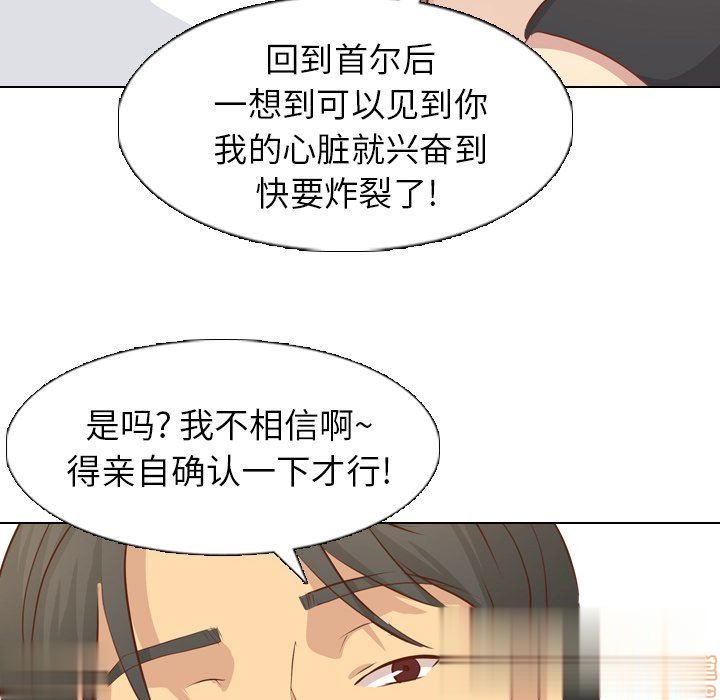 回到首尔后
一想到可以见到你
我的心脏就兴奋到
快要炸裂了!
是吗? 我不相信啊~
得亲自确认一下才行!